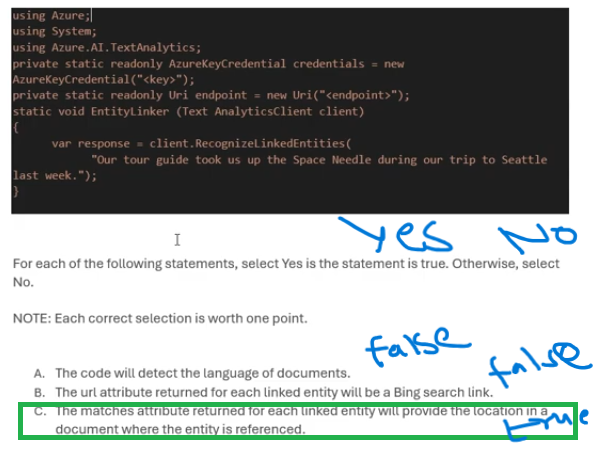 using Azure;
using System;
using Azure.AI.TextAnalytics;
private static readonly AzureKeyCredential credentials = new
AzureKeyCredential("<key>");
private static readonly Uri endpoint = new Uri("<endpoint>");
static void EntityLinker (Text AnalyticsClient client)
{
var response = client.RecognizeLinkedEntities(
"Our tour guide took us up the Space Needle during our trip to Seattle
last week.");
}
Yes No
For each of the following statements, select Yes is the statement is true. Otherwise, select
No.
NOTE: Each correct selection is worth one point.
false
false
A. The code will detect the language of documents.
B. The url attribute returned for each linked entity will be a Bing search link.
C. The matches attribute returned for each linked entity will provide the location in a
document where the entity is referenced.
true